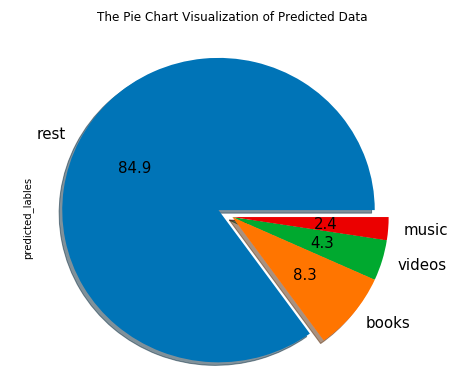 The Pie Chart Visualization of Predicted Data
rest
84.9
predicted_lables
2.4
music
4.3
videos
8.3
books